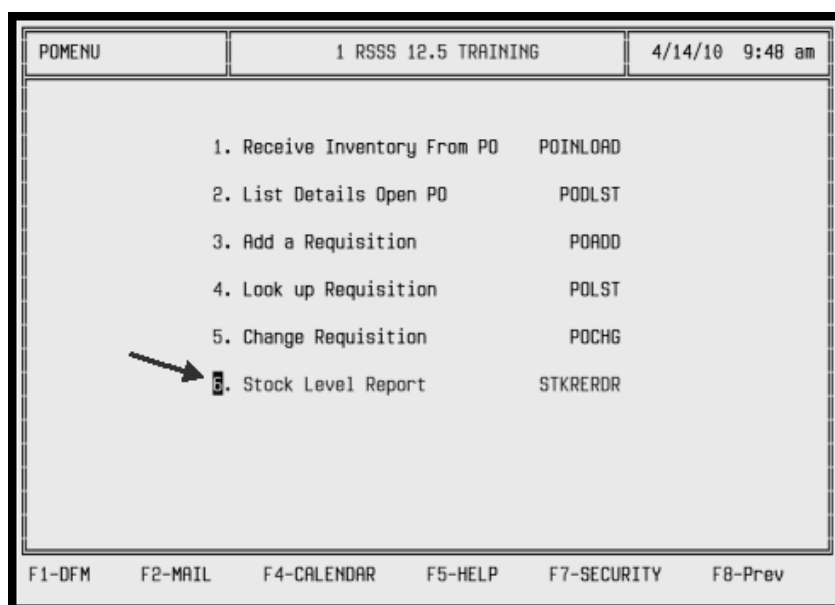 POMENU 1 RSSS 12.5 TRAINING 4/14/10 9:48 am
1. Receive Inventory From PO POINLOAD
2. List Details Open PO PODLST
3. Add a Requisition POADD
4. Look up Requisition POLST
5. Change Requisition POCHG
6. Stock Level Report STKRERDR
F1-DFM F2-MAIL F4-CALENDAR F5-HELP F7-SECURITY F8-Prev